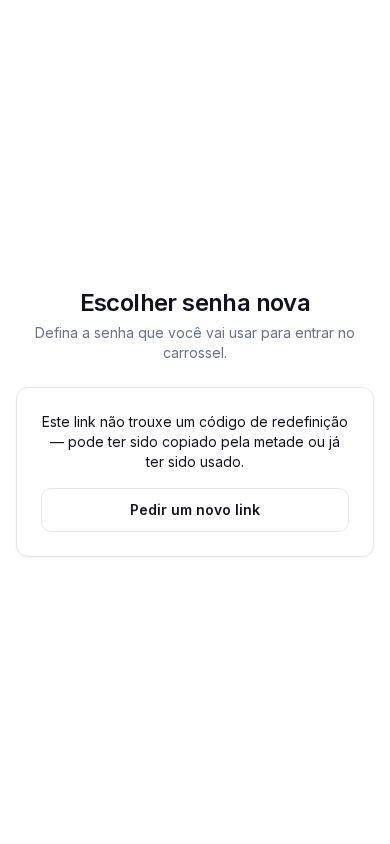 Escolher senha nova
Defina a senha que você vai usar para entrar no
carrossel.
Este link não trouxe um código de redefinição
— pode ter sido copiado pela metade ou já
ter sido usado.
Pedir um novo link